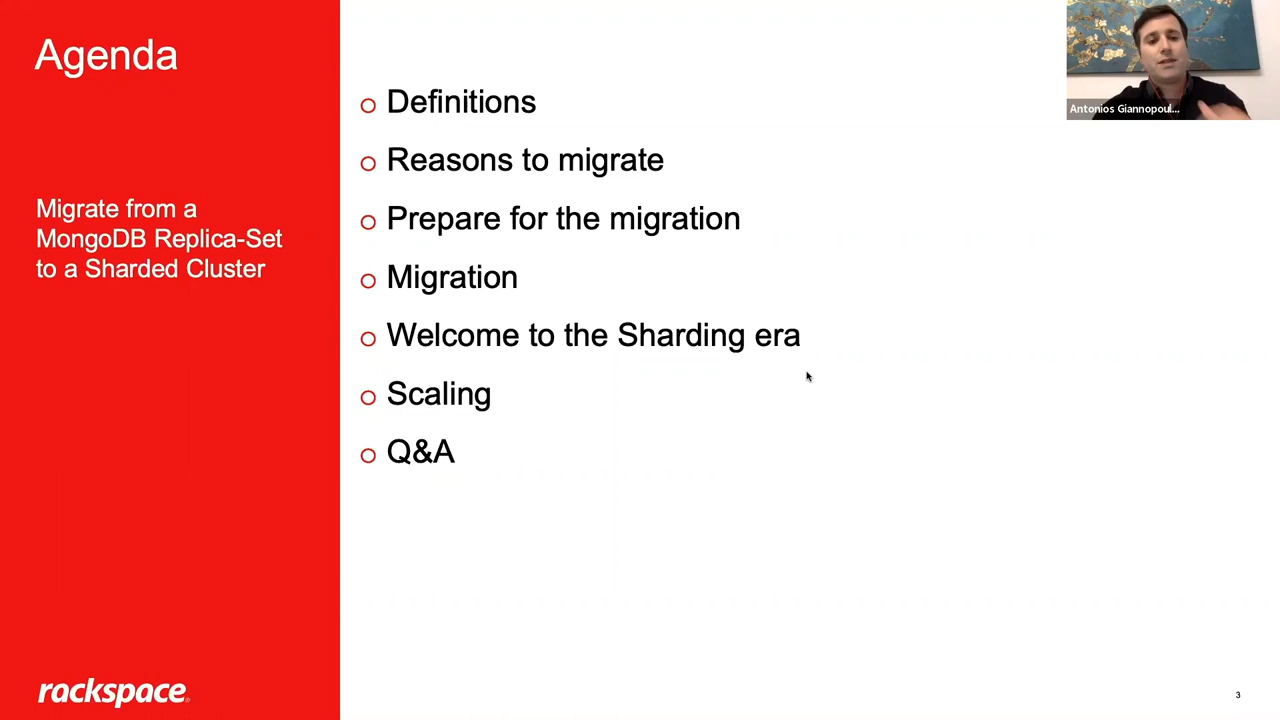 Agenda
Migrate from a
MongoDB Replica-Set
to a Sharded Cluster
Definitions
Reasons to migrate
Prepare for the migration
Migration
Welcome to the Sharding era
Scaling
Q&A
Antonios Giannopoul...
rackspace
3